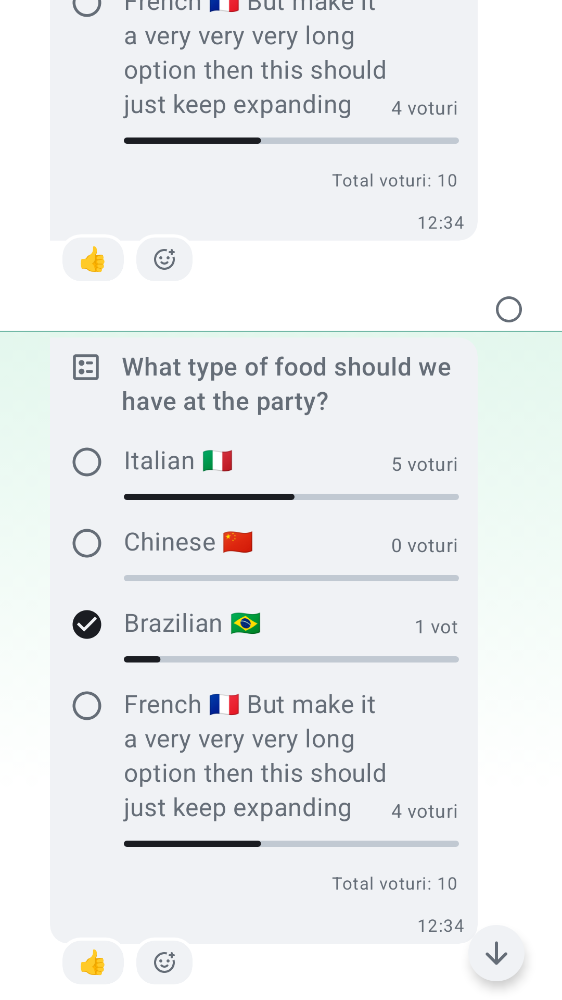 French 🇫🇷 But make it
a very very very long
option then this should
just keep expanding 4 voturi
Total voturi: 10
12:34
👍
What type of food should we
have at the party?
Italian 🇮🇹 5 voturi
Chinese 🇨🇳 0 voturi
Brazilian 🇧🇷 1 vot
French 🇫🇷 But make it
a very very very long
option then this should
just keep expanding 4 voturi
Total voturi: 10
12:34
👍